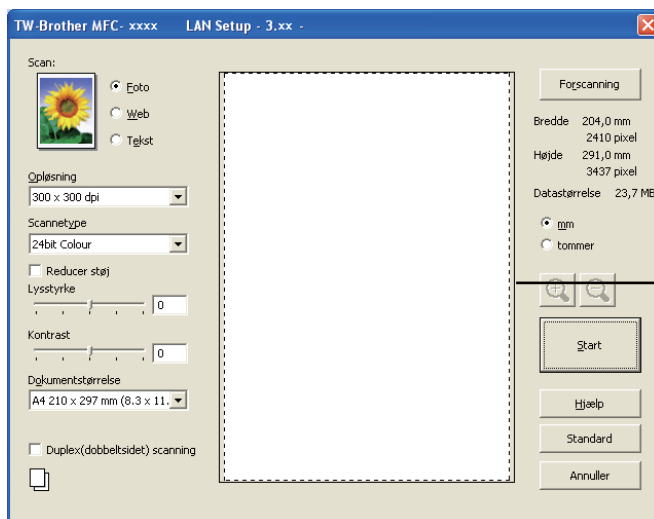 TW-Brother MFC- xxxx LAN Setup - 3.xx -
Scan:
Foto
Web
Tekst
Opløsning
300 x 300 dpi
Scannetype
24bit Colour
Reducer støj
Lysstyrke
0
Kontrast
0
Dokumentstørrelse
A4 210 x 297 mm (8.3 x 11.
Duplex(dobbeltsidet) scanning
Forscanning
Bredde 204,0 mm
2410 pixel
Højde 291,0 mm
3437 pixel
Datastørrelse 23,7 MB
mm
tommer
Start
Hjælp
Standard
Annuller